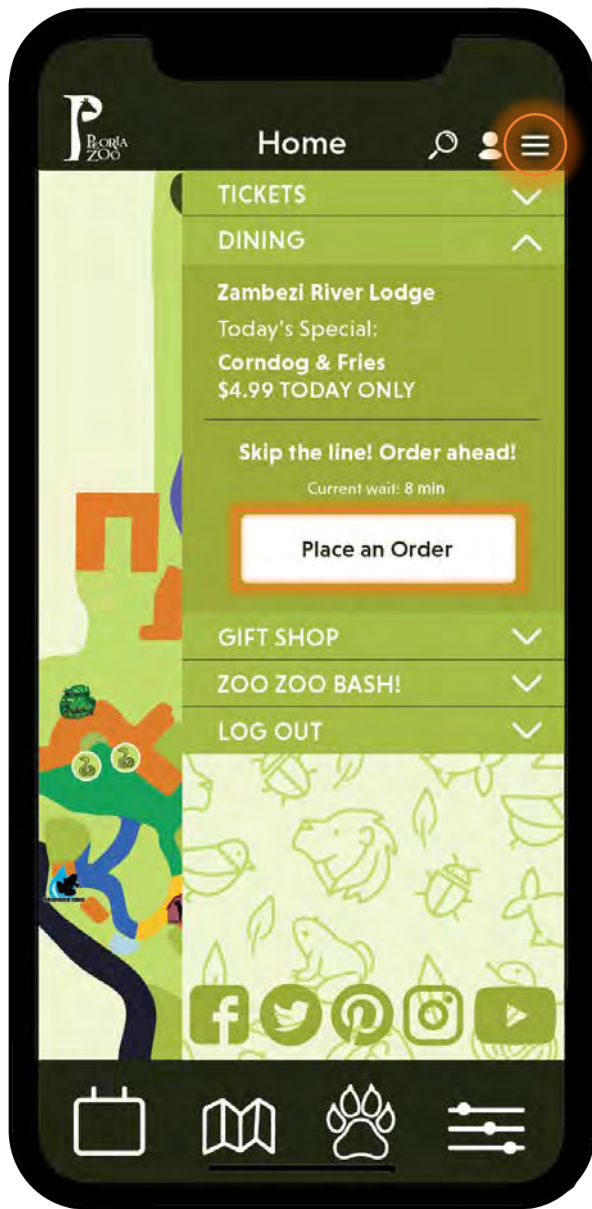 PEORIA
ZOO
Home
TICKETS
DINING
Zambezi River Lodge
Today's Special:
Corndog & Fries
$4.99 TODAY ONLY
Skip the line! Order ahead!
Current wait: 8 min
Place an Order
GIFT SHOP
ZOO ZOO BASH!
LOG OUT